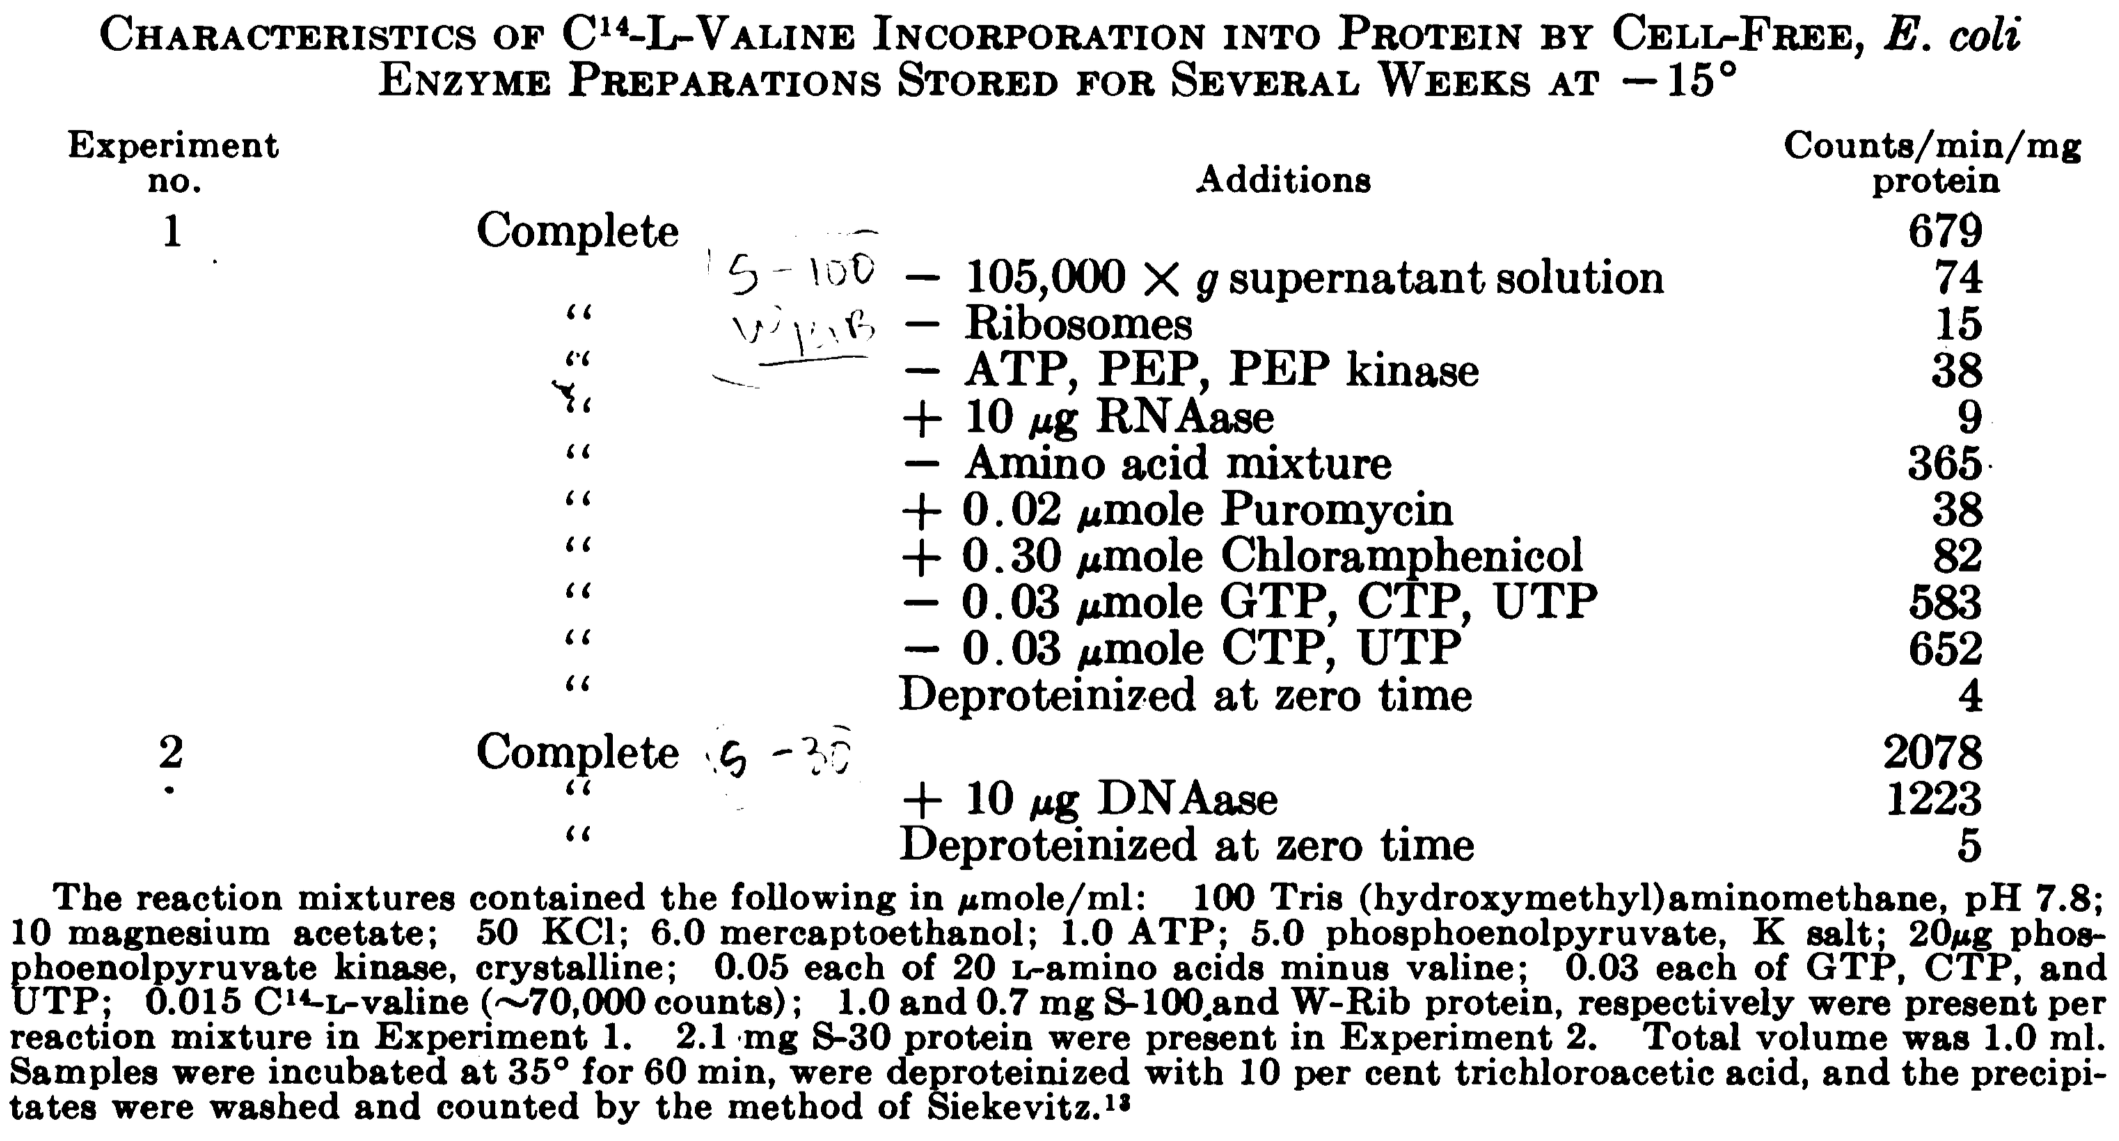 CHARACTERISTICS OF C¹⁴-L-VALINE INCORPORATION INTO PROTEIN BY CELL-FREE, E. coli
ENZYME PREPARATIONS STORED FOR SEVERAL WEEKS AT −15°
Experiment no. Additions Counts/min/mg protein
1 Complete 679
S-100 − 105,000 × g supernatant solution 74
“ W RIB − Ribosomes 15
“ − ATP, PEP, PEP kinase 38
“ + 10 μg RNAase 9
“ − Amino acid mixture 365
“ + 0.02 μmole Puromycin 38
“ + 0.30 μmole Chloramphenicol 82
“ − 0.03 μmole GTP, CTP, UTP 583
“ − 0.03 μmole CTP, UTP 652
“ Deproteinized at zero time 4
2 Complete S-30 2078
“ + 10 μg DNAase 1223
“ Deproteinized at zero time 5
The reaction mixtures contained the following in μmole/ml: 100 Tris (hydroxymethyl)aminomethane, pH 7.8;
10 magnesium acetate; 50 KCl; 6.0 mercaptoethanol; 1.0 ATP; 5.0 phosphoenolpyruvate, K salt; 20μg phos-
phoenolpyruvate kinase, crystalline; 0.05 each of 20 L-amino acids minus valine; 0.03 each of GTP, CTP, and
UTP; 0.015 C¹⁴-L-valine (~70,000 counts); 1.0 and 0.7 mg S-100 and W-Rib protein, respectively were present per
reaction mixture in Experiment 1. 2.1 mg S-30 protein were present in Experiment 2. Total volume was 1.0 ml.
Samples were incubated at 35° for 60 min, were deproteinized with 10 per cent trichloroacetic acid, and the precipi-
tates were washed and counted by the method of Siekevitz.¹³